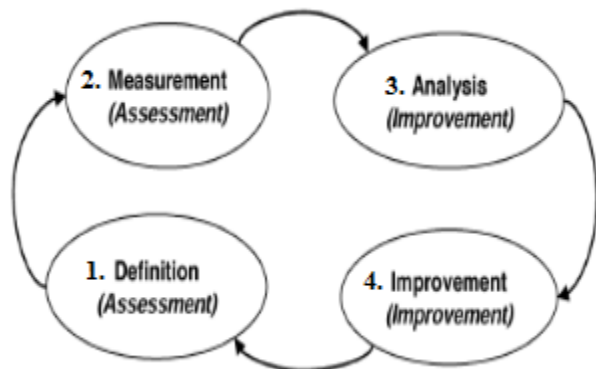 2. Measurement
(Assessment)
3. Analysis
(Improvement)
1. Definition
(Assessment)
4. Improvement
(Improvement)